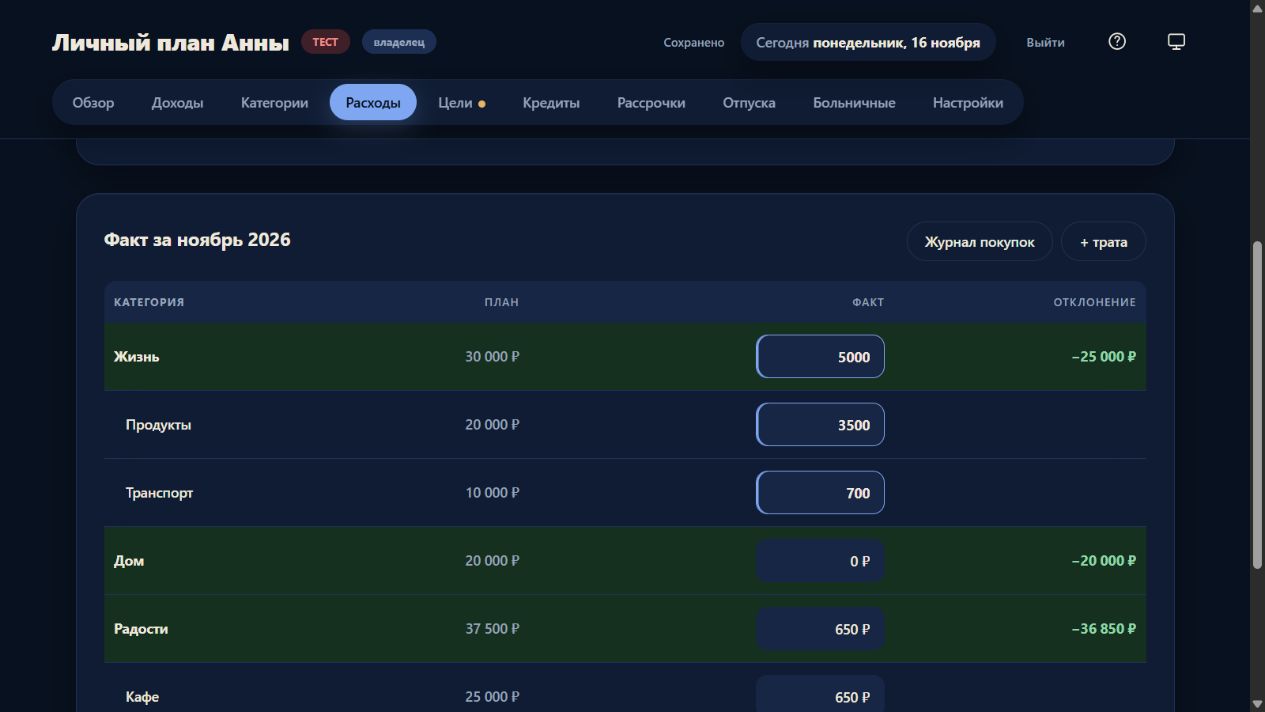 Личный план Анны ТЕСТ владелец Сохранено Сегодня понедельник, 16 ноября Выйти
Обзор Доходы Категории Расходы Цели Кредиты Рассрочки Отпуска Больничные Настройки
Факт за ноябрь 2026 Журнал покупок + трата
КАТЕГОРИЯ ПЛАН ФАКТ ОТКЛОНЕНИЕ
Жизнь 30 000 ₽ 5000 −25 000 ₽
Продукты 20 000 ₽ 3500
Транспорт 10 000 ₽ 700
Дом 20 000 ₽ 0 ₽ −20 000 ₽
Радости 37 500 ₽ 650 ₽ −36 850 ₽
Кафе 25 000 ₽ 650 ₽